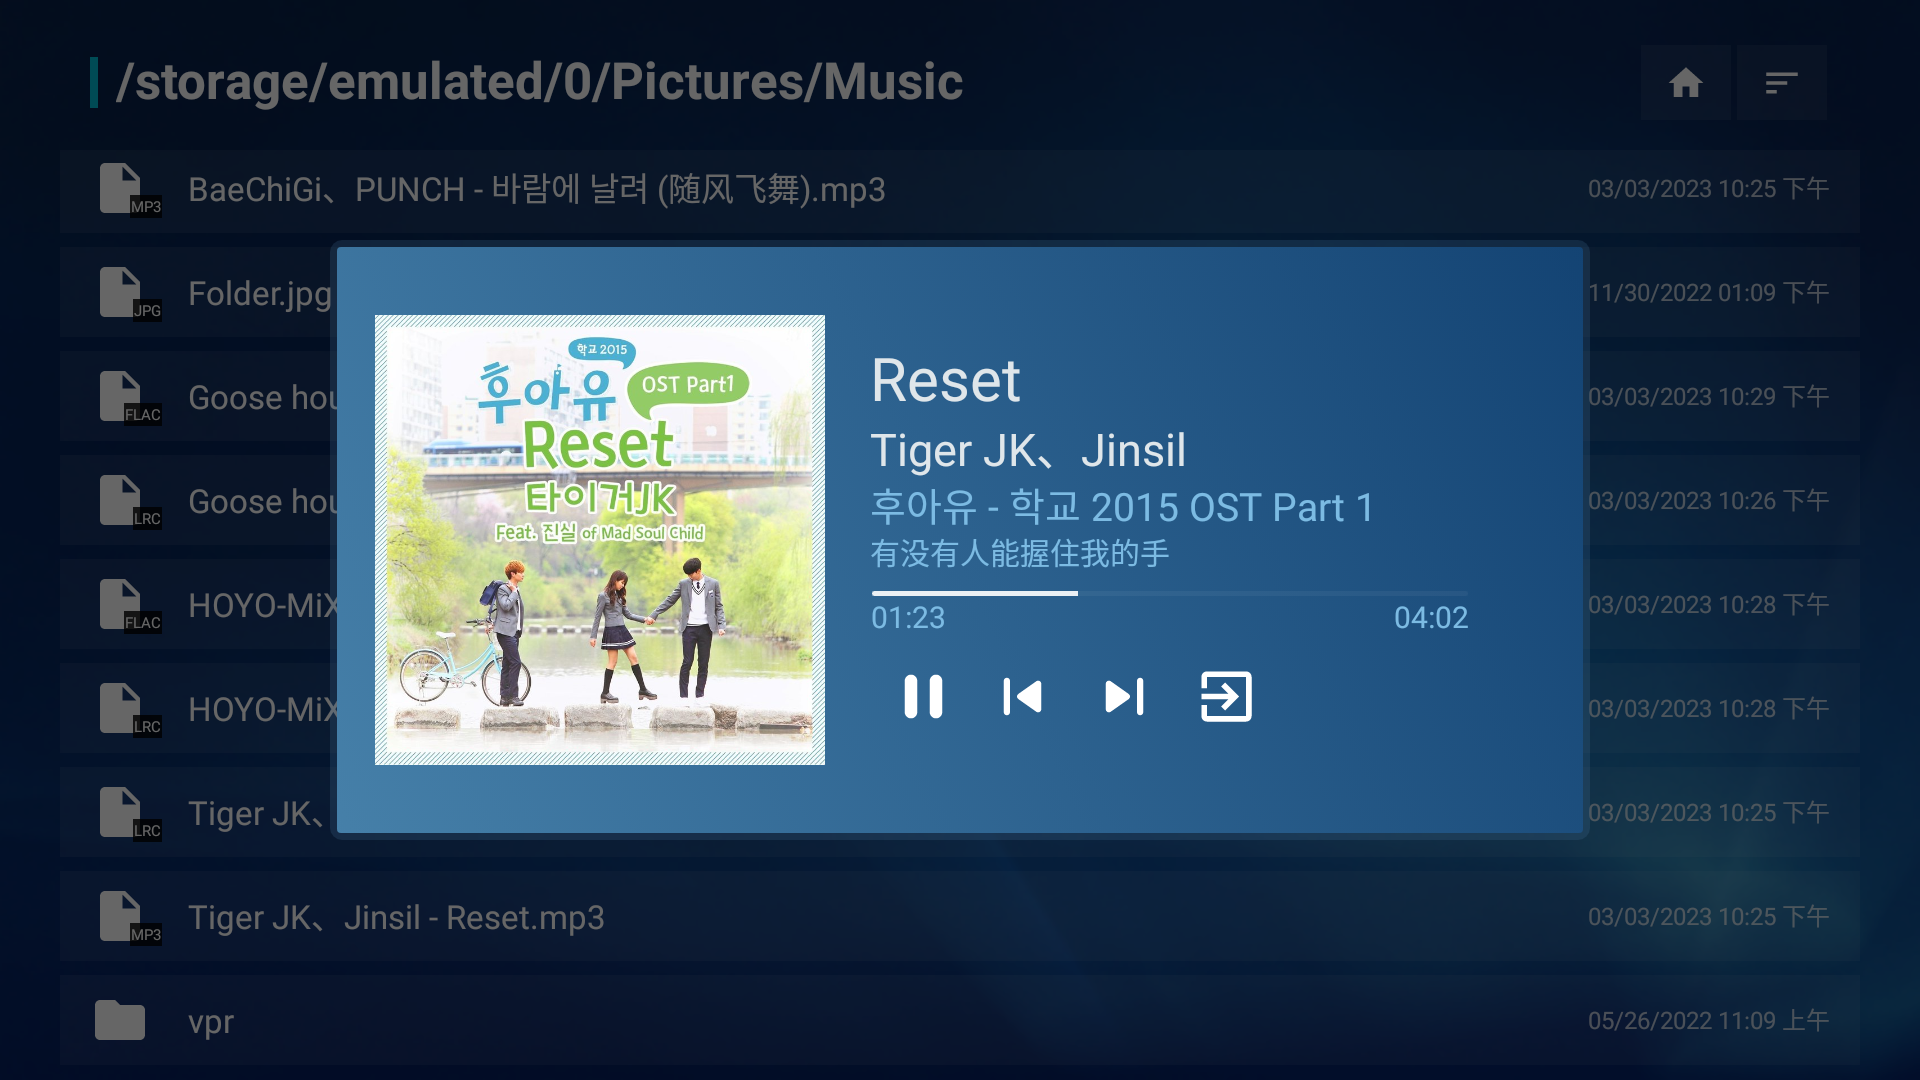 /storage/emulated/0/Pictures/Music
MP3
BaeChiGi、PUNCH - 바람에 날려 (随风飞舞).mp3
03/03/2023 10:25 下午
JPG
Folder.jpg
11/30/2022 01:09 下午
FLAC
Goose hou
03/03/2023 10:29 下午
LRC
Goose hou
03/03/2023 10:26 下午
FLAC
HOYO-MiX
03/03/2023 10:28 下午
LRC
HOYO-MiX
03/03/2023 10:28 下午
LRC
Tiger JK、
03/03/2023 10:25 下午
MP3
Tiger JK、Jinsil - Reset.mp3
03/03/2023 10:25 下午
vpr
05/26/2022 11:09 上午
학교 2015
후아유
OST Part1
Reset
타이거JK
Feat. 진실 of Mad Soul Child
Reset
Tiger JK、Jinsil
후아유 - 학교 2015 OST Part 1
有没有人能握住我的手
01:23
04:02